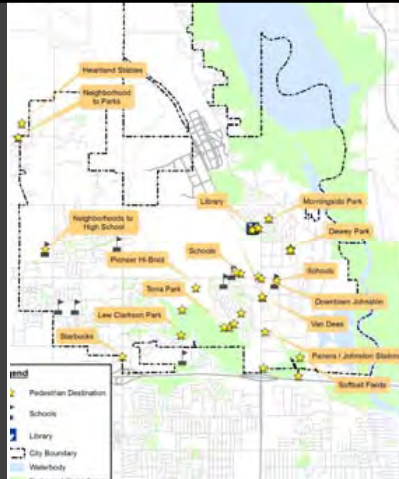 Heartland Stables
Neighborhood
to Parks
Library
Morningside Park
Neighborhoods to
High School
Dewey Park
Pioneer Hi-Bred
Schools
Schools
Terra Park
Downtown Johnston
Lew Clarkson Park
Van Dees
Starbucks
Panera / Johnston Station
Softball Fields
gend
Pedestrian Destination
Schools
Library
City Boundary
Waterbody